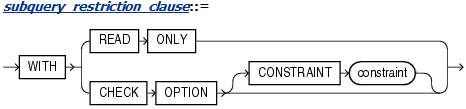 subquery_restriction_clause::=
READ ONLY
WITH
CONSTRAINT constraint
CHECK OPTION